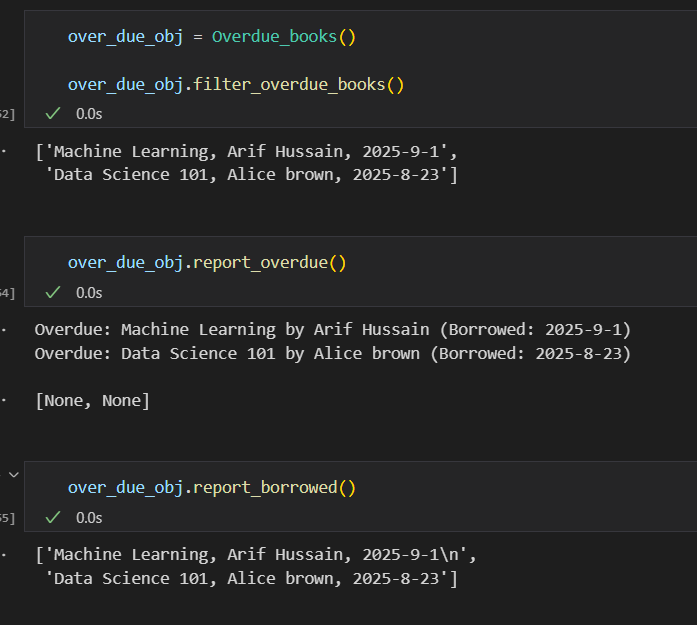 over_due_obj = Overdue_books()
over_due_obj.filter_overdue_books()
2] 0.0s
['Machine Learning, Arif Hussain, 2025-9-1',
'Data Science 101, Alice brown, 2025-8-23']
over_due_obj.report_overdue()
4] 0.0s
Overdue: Machine Learning by Arif Hussain (Borrowed: 2025-9-1)
Overdue: Data Science 101 by Alice brown (Borrowed: 2025-8-23)
[None, None]
over_due_obj.report_borrowed()
5] 0.0s
['Machine Learning, Arif Hussain, 2025-9-1\n',
'Data Science 101, Alice brown, 2025-8-23']